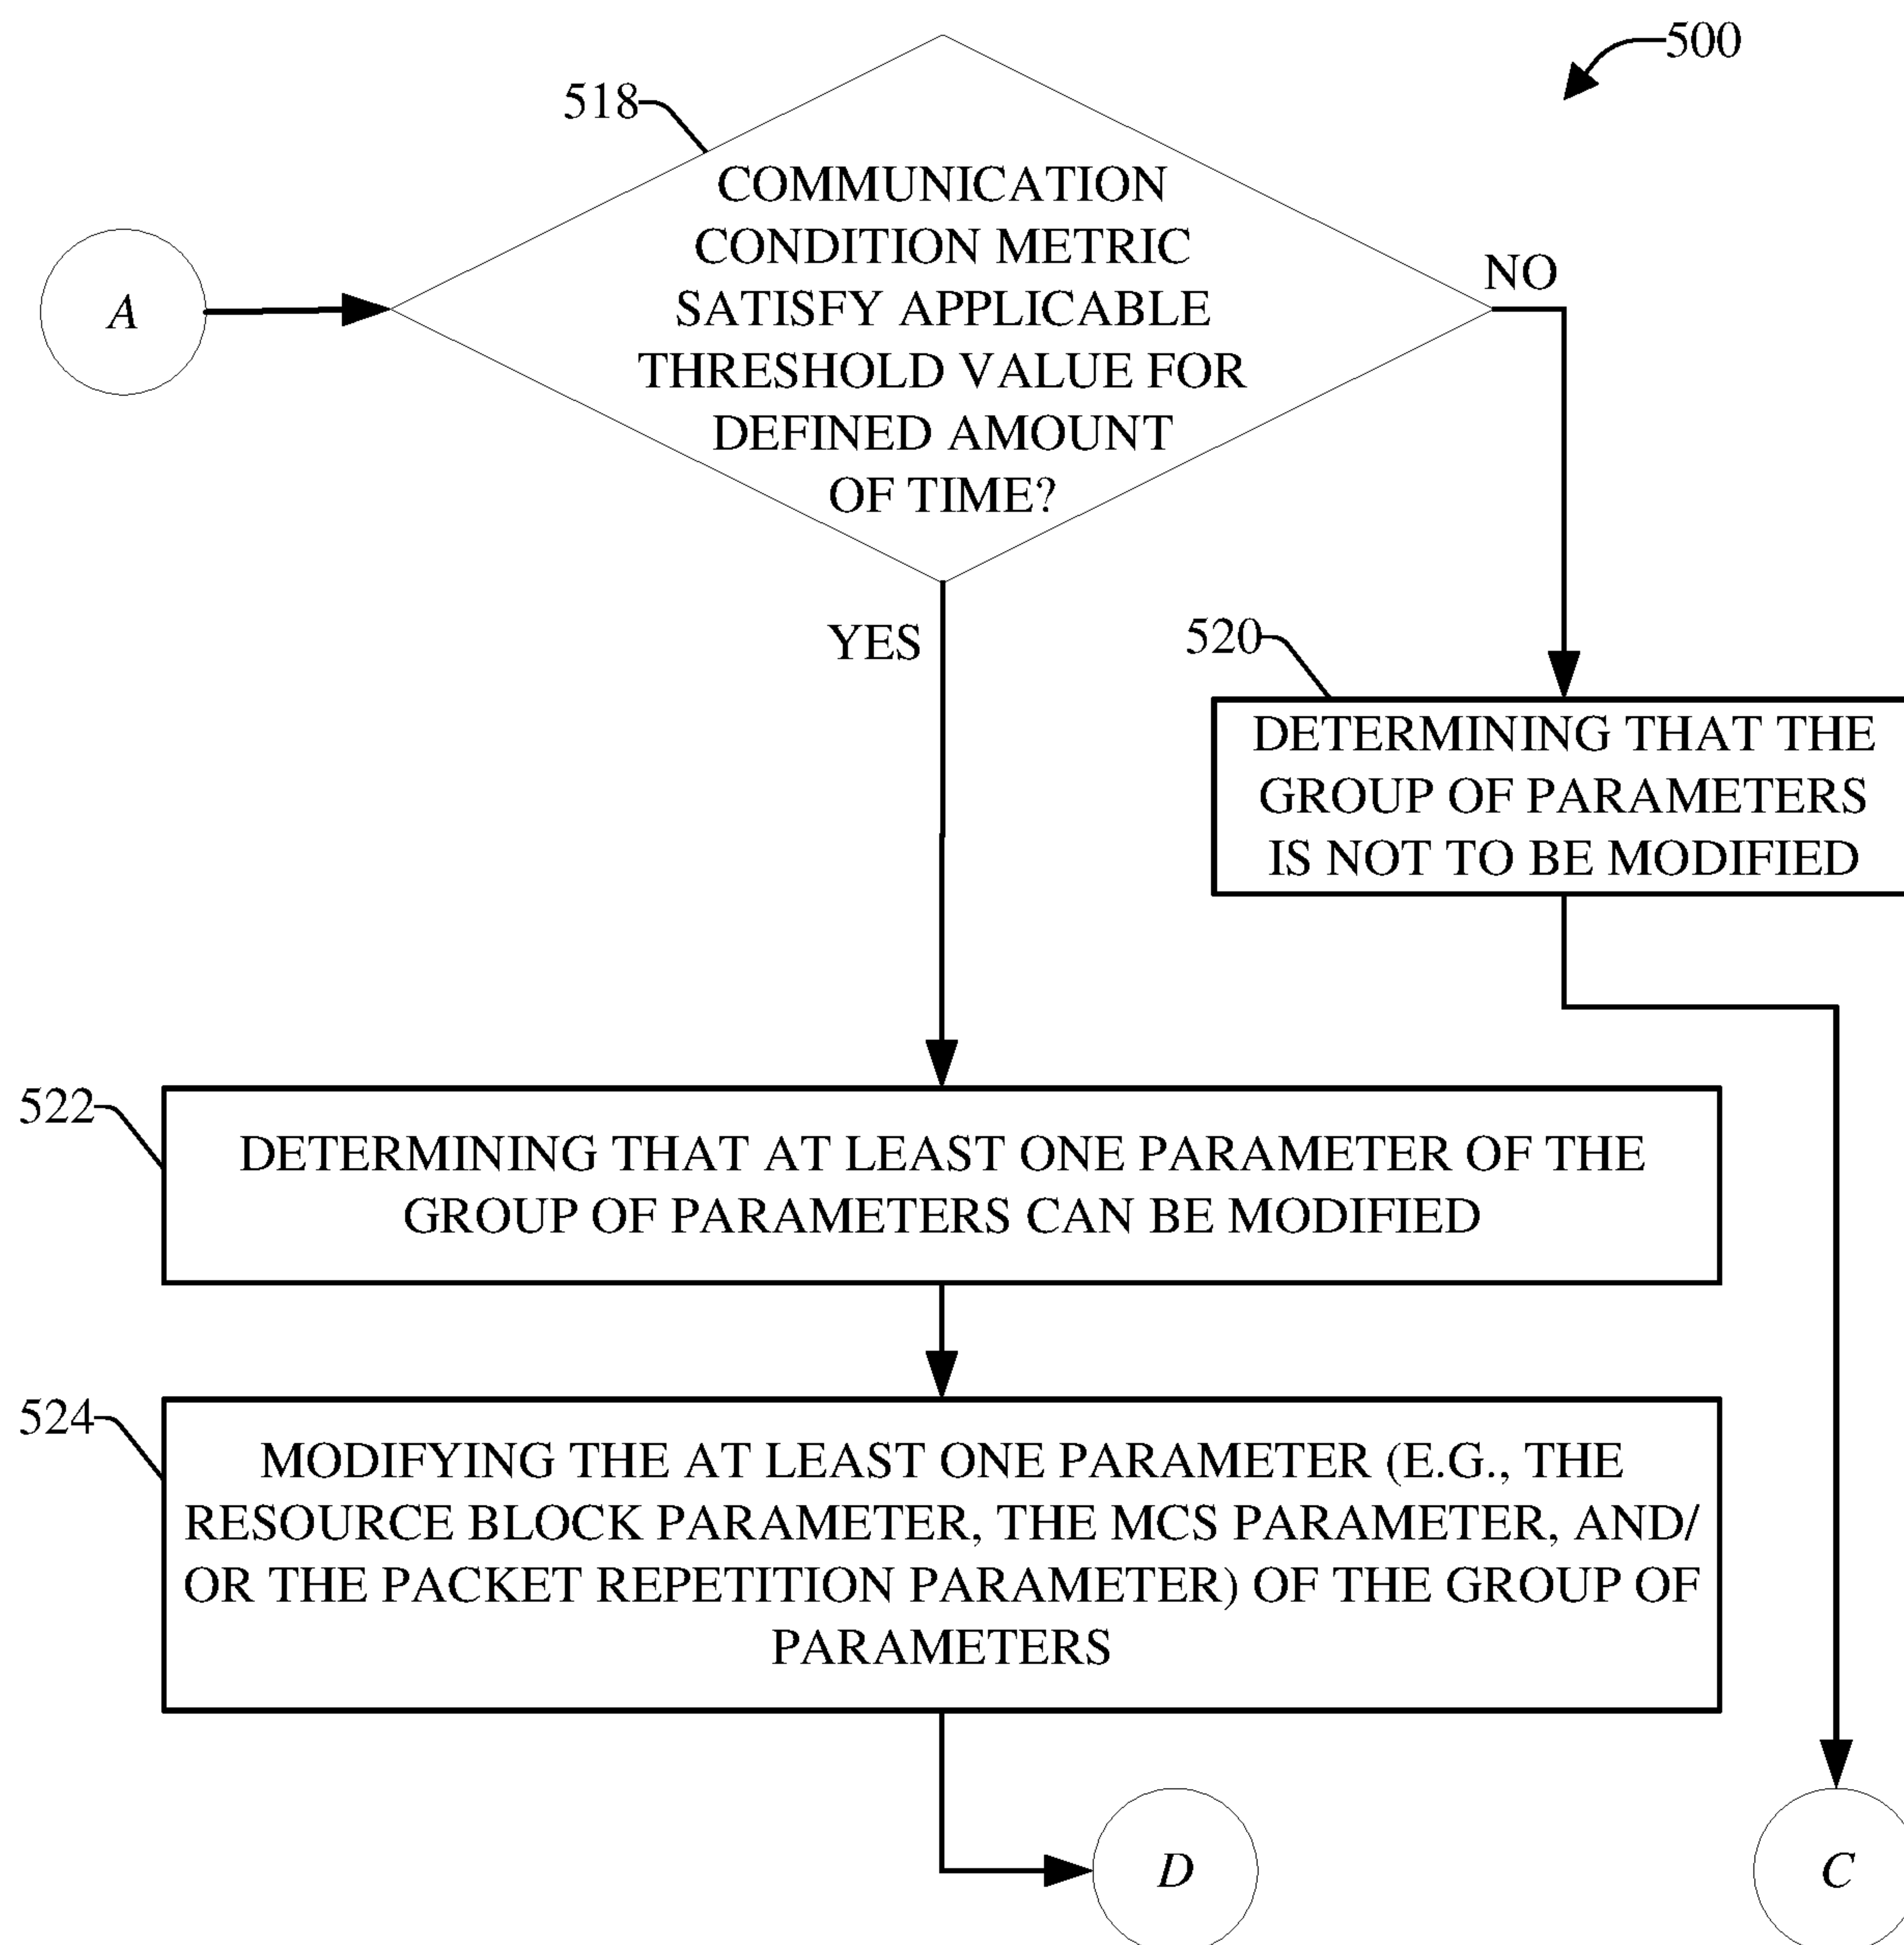 500
518
COMMUNICATION
CONDITION METRIC
SATISFY APPLICABLE
THRESHOLD VALUE FOR
DEFINED AMOUNT
OF TIME?
A
NO
YES
520
DETERMINING THAT THE
GROUP OF PARAMETERS
IS NOT TO BE MODIFIED
522
DETERMINING THAT AT LEAST ONE PARAMETER OF THE
GROUP OF PARAMETERS CAN BE MODIFIED
524
MODIFYING THE AT LEAST ONE PARAMETER (E.G., THE
RESOURCE BLOCK PARAMETER, THE MCS PARAMETER, AND/
OR THE PACKET REPETITION PARAMETER) OF THE GROUP OF
PARAMETERS
D
C